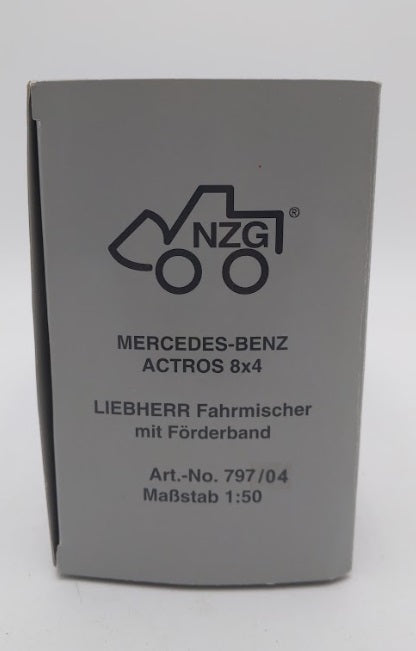 NZG®
MERCEDES-BENZ
ACTROS 8x4
LIEBHERR Fahrmischer
mit Förderband
Art.-No. 797/04
Maßstab 1:50